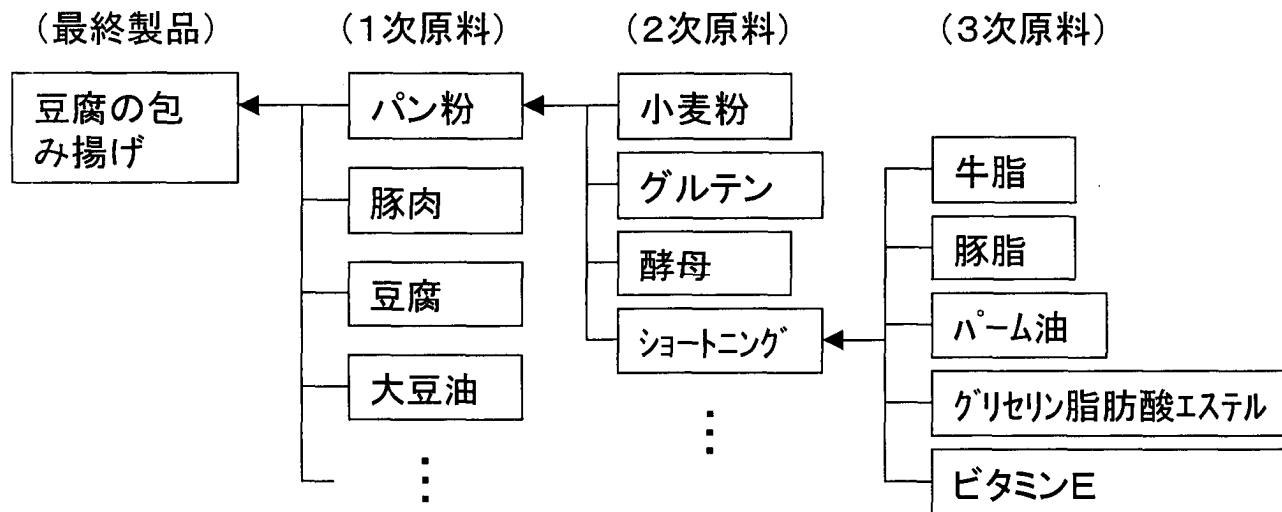 (最終製品) (1次原料) (2次原料) (3次原料)
豆腐の包
み揚げ
パン粉
豚肉
豆腐
大豆油
⋮
小麦粉
グルテン
酵母
ｼｮｰﾄﾆﾝｸﾞ
⋮
牛脂
豚脂
パーム油
ｸﾞﾘｾﾘﾝ脂肪酸ｴｽﾃﾙ
ビタミンE